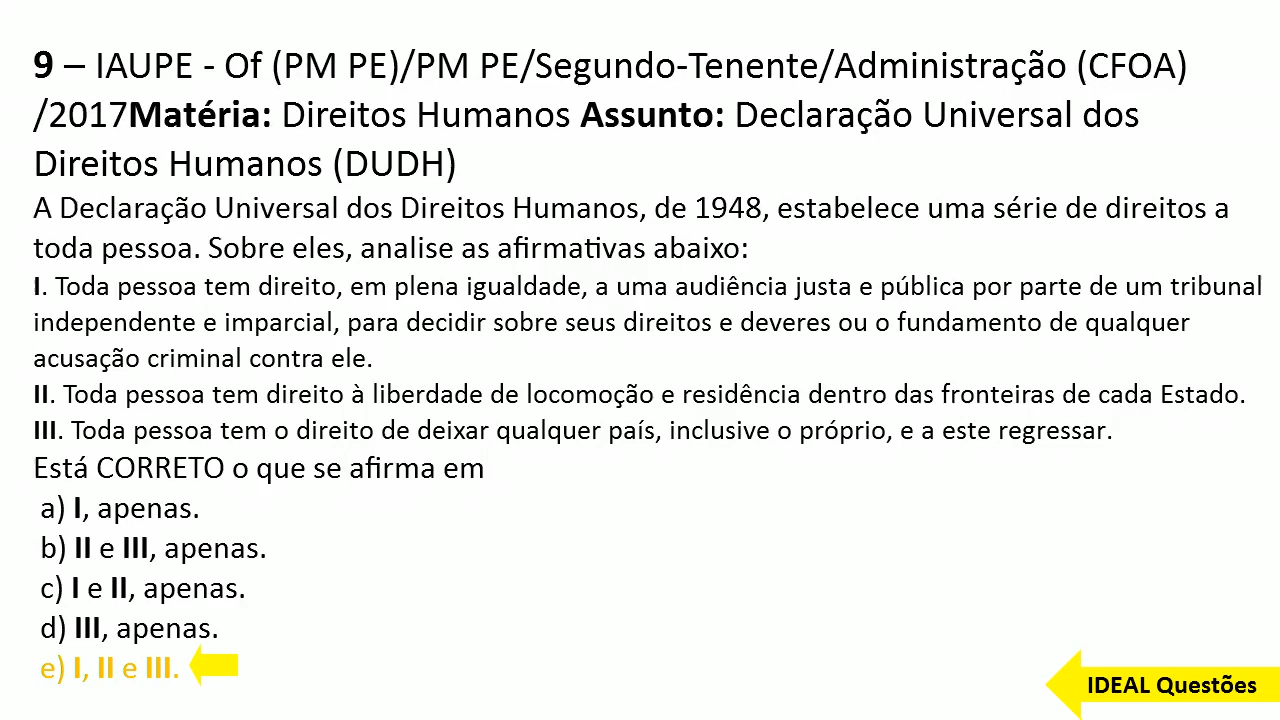 9 – IAUPE - Of (PM PE)/PM PE/Segundo-Tenente/Administração (CFOA)
/2017Matéria: Direitos Humanos Assunto: Declaração Universal dos
Direitos Humanos (DUDH)
A Declaração Universal dos Direitos Humanos, de 1948, estabelece uma série de direitos a
toda pessoa. Sobre eles, analise as afirmativas abaixo:
I. Toda pessoa tem direito, em plena igualdade, a uma audiência justa e pública por parte de um tribunal
independente e imparcial, para decidir sobre seus direitos e deveres ou o fundamento de qualquer
acusação criminal contra ele.
II. Toda pessoa tem direito à liberdade de locomoção e residência dentro das fronteiras de cada Estado.
III. Toda pessoa tem o direito de deixar qualquer país, inclusive o próprio, e a este regressar.
Está CORRETO o que se afirma em
a) I, apenas.
b) II e III, apenas.
c) I e II, apenas.
d) III, apenas.
e) I, II e III.
IDEAL Questões